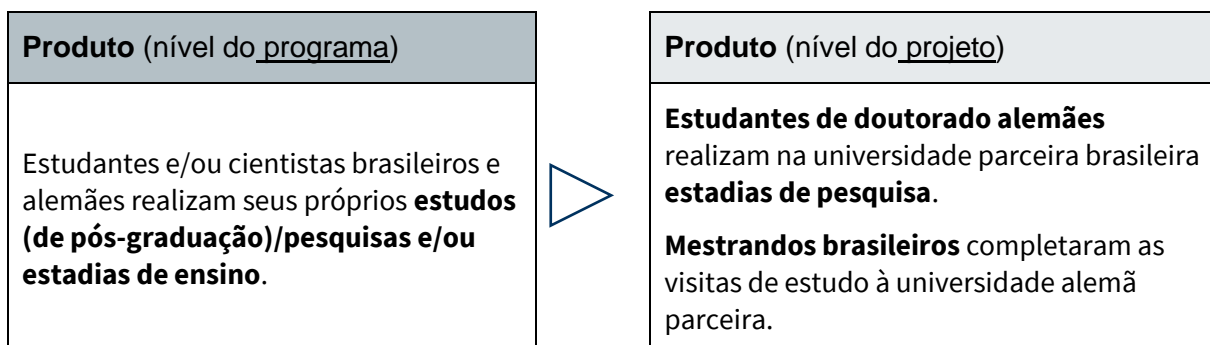 Produto (nível do programa)
Estudantes e/ou cientistas brasileiros e
alemães realizam seus próprios estudos
(de pós-graduação)/pesquisas e/ou
estadias de ensino.
Produto (nível do projeto)
Estudantes de doutorado alemães
realizam na universidade parceira brasileira
estadias de pesquisa.
Mestrandos brasileiros completaram as
visitas de estudo à universidade alemã
parceira.